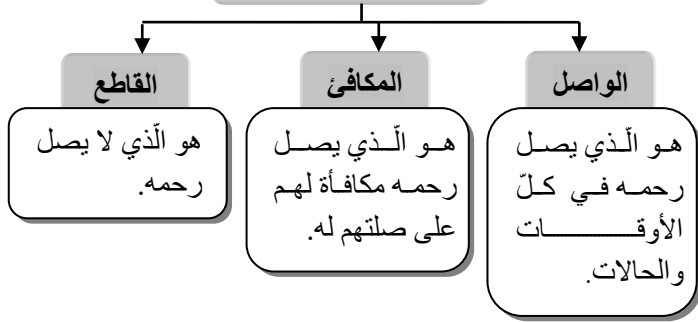 الواصل
هو الّذي يصل
رحمه في كلّ
الأوقات
والحالات.
المكافئ
هو الّذي يصل
رحمه مكافأة لهم
على صلتهم له.
القاطع
هو الّذي لا يصل
رحمه.